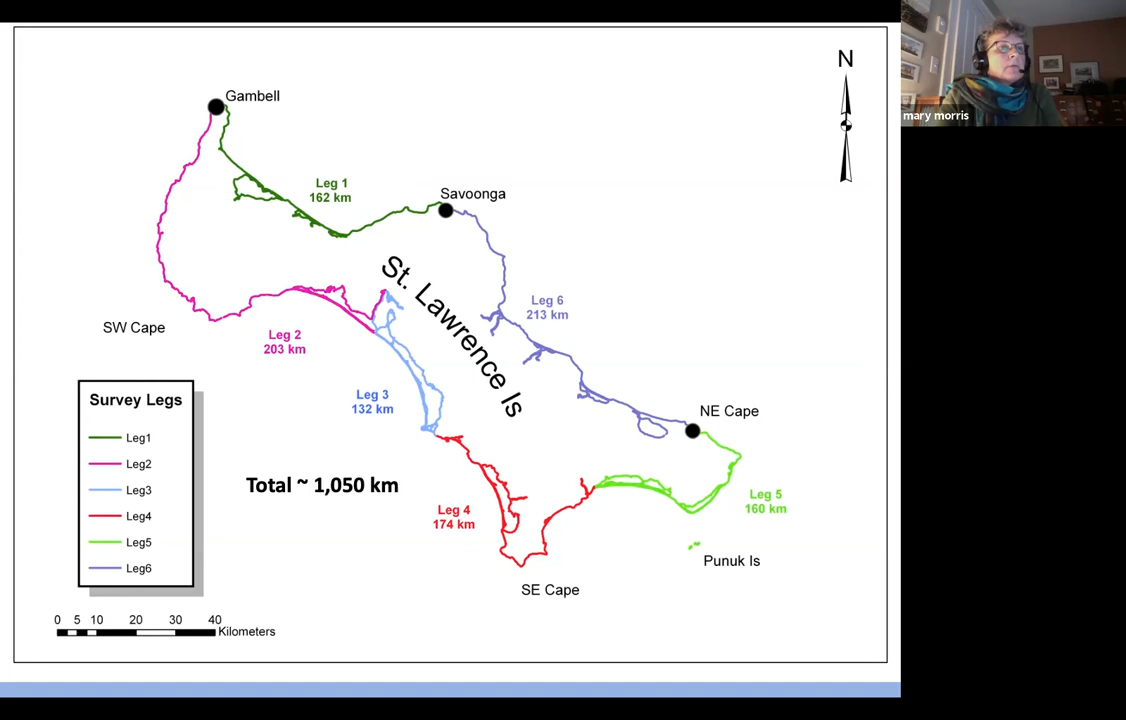 N
Gambell
Leg 1
162 km
Savoonga
St. Lawrence Is
Leg 6
213 km
SW Cape
Leg 2
203 km
Leg 3
132 km
NE Cape
Total ~ 1,050 km
Leg 4
174 km
Leg 5
160 km
Punuk Is
SE Cape
Survey Legs
Leg1
Leg2
Leg3
Leg4
Leg5
Leg6
0 5 10 20 30 40
Kilometers
mary morris